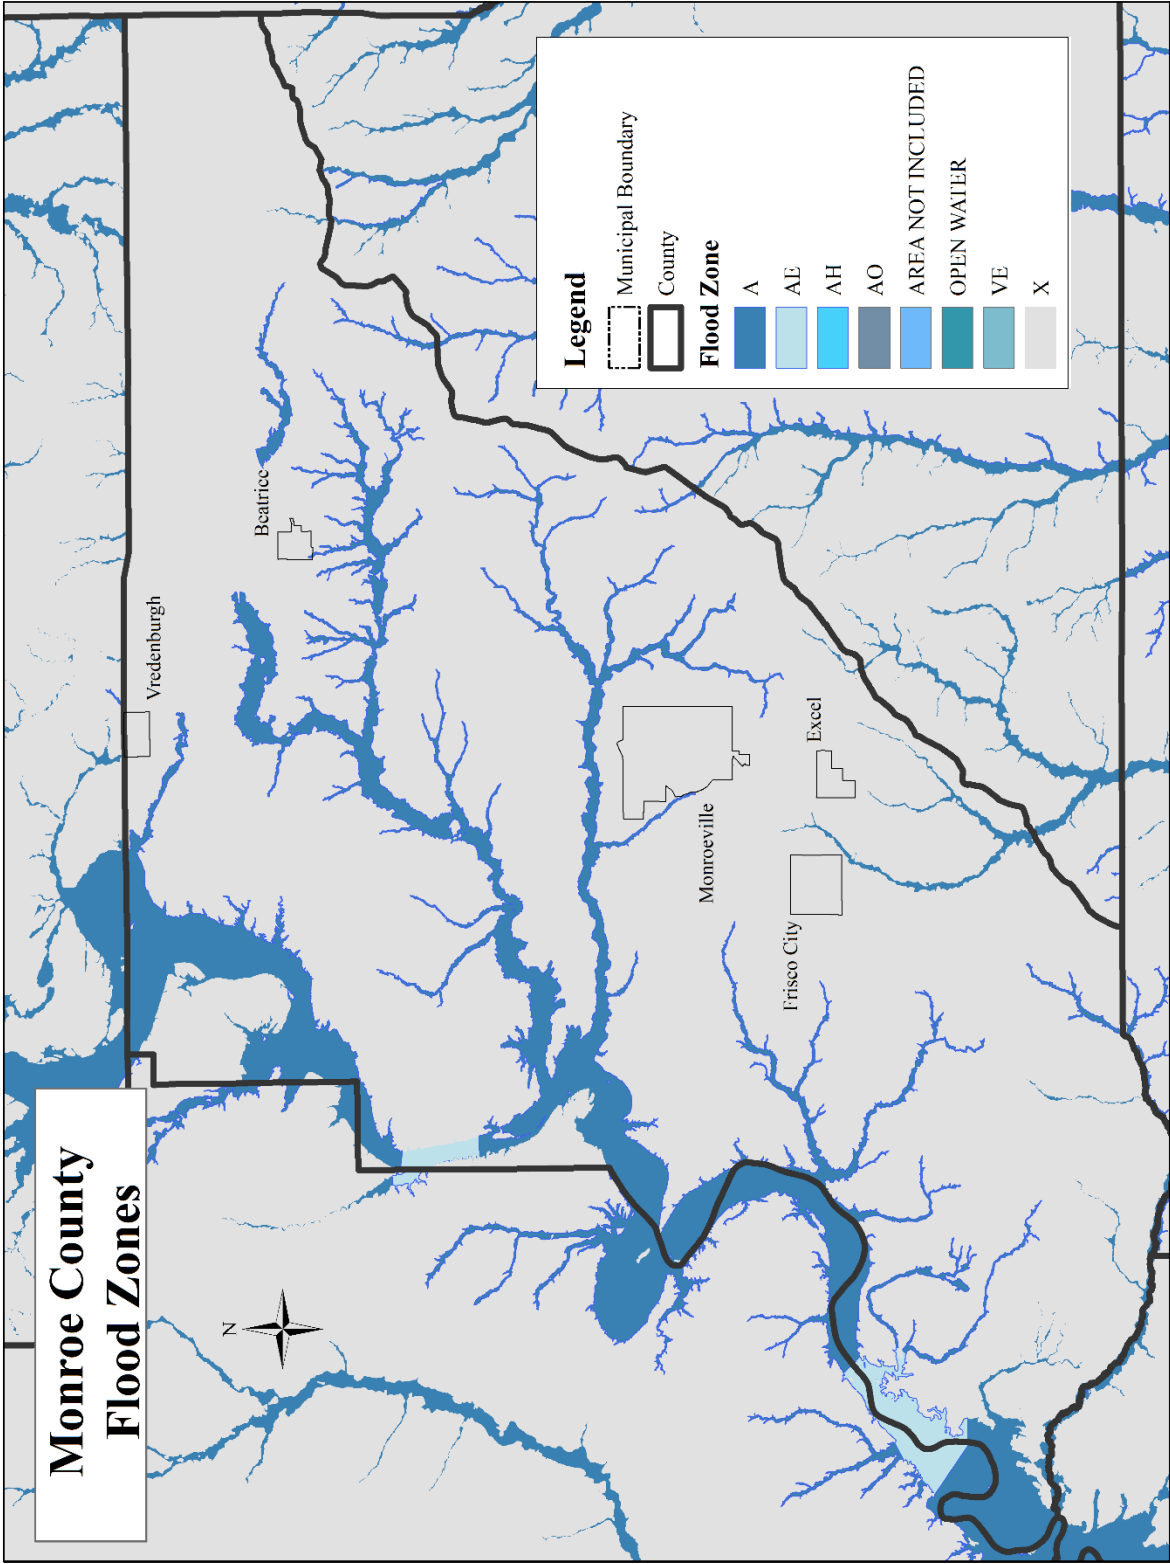 Monroe County
Flood Zones
N
Vredenburgh
Beatrice
Monroeville
Excel
Frisco City
Legend
Municipal Boundary
County
Flood Zone
A
AE
AH
AO
AREA NOT INCLUDED
OPEN WATER
VE
X